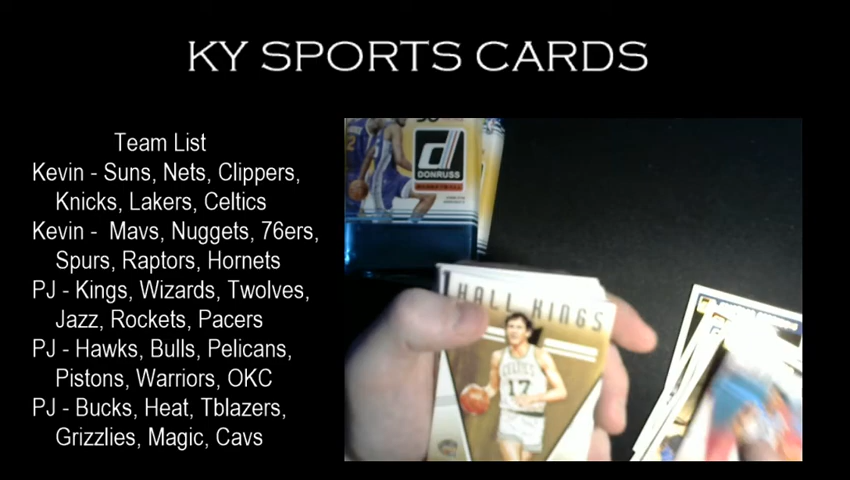 KY SPORTS CARDS
Team List
Kevin - Suns, Nets, Clippers,
Knicks, Lakers, Celtics
Kevin - Mavs, Nuggets, 76ers,
Spurs, Raptors, Hornets
PJ - Kings, Wizards, Twolves,
Jazz, Rockets, Pacers
PJ - Hawks, Bulls, Pelicans,
Pistons, Warriors, OKC
PJ - Bucks, Heat, Tblazers,
Grizzlies, Magic, Cavs
d
DONRUSS
BASKETBALL
HALL KINGS
CELTICS
17